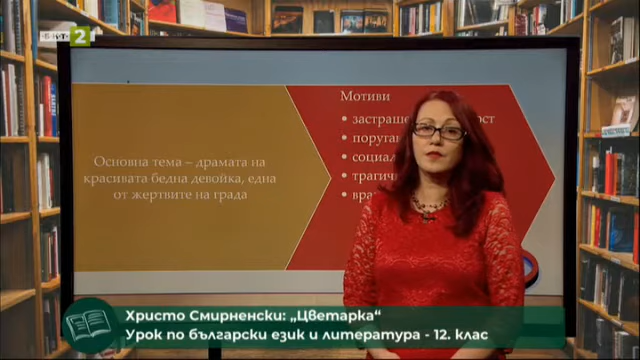 БНТ 2
Мотиви
Основна тема – драмата на
красивата бедна девойка, една
от жертвите на града
Христо Смирненски: „Цветарка“
Урок по български език и литература - 12. клас